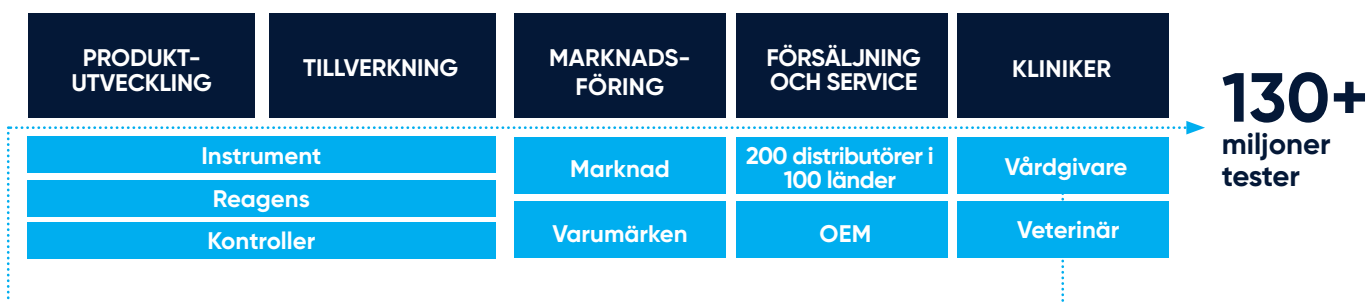 PRODUKT-
UTVECKLING
TILLVERKNING
MARKNADS-
FÖRING
FÖRSÄLJNING
OCH SERVICE
KLINIKER
130+
miljoner
tester
Instrument
Reagens
Kontroller
Marknad
Varumärken
200 distributörer i
100 länder
OEM
Vårdgivare
Veterinär